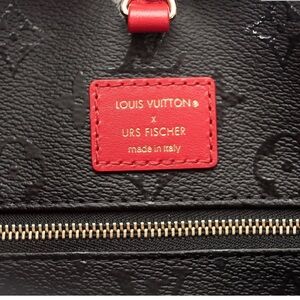 LOUIS VUITTON®
x
URS FISCHER
made in Italy